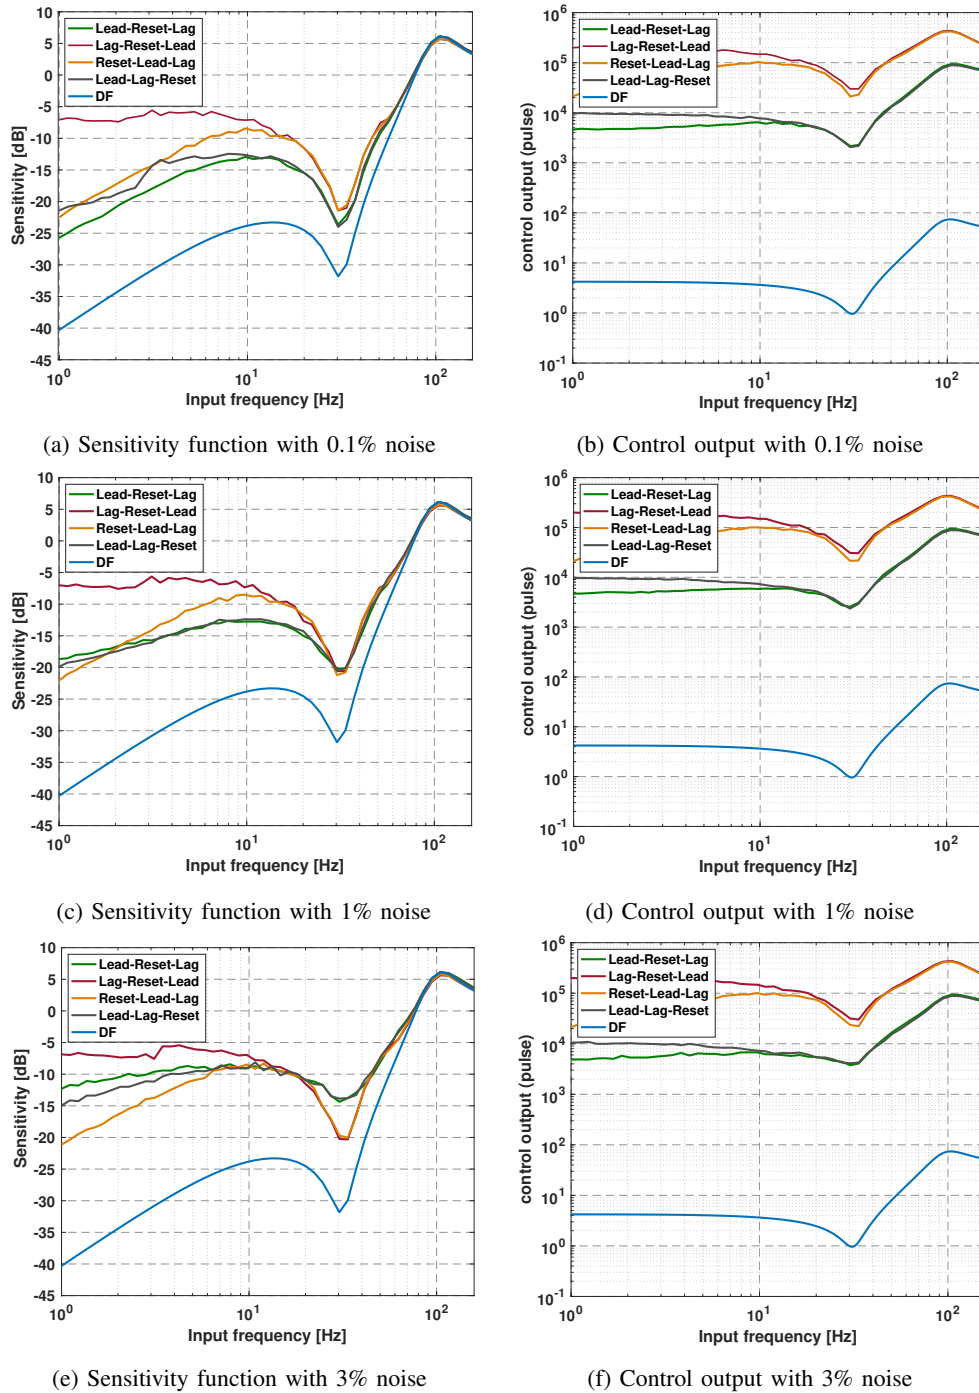 10
5
0
-5
-10
-15
-20
-25
-30
-35
-40
-45
Sensitivity [dB]
Lead-Reset-Lag
Lag-Reset-Lead
Reset-Lead-Lag
Lead-Lag-Reset
DF
10^0
10^1
10^2
Input frequency [Hz]
(a) Sensitivity function with 0.1% noise
10^6
10^5
10^4
10^3
10^2
10^1
10^0
10^-1
control output (pulse)
Lead-Reset-Lag
Lag-Reset-Lead
Reset-Lead-Lag
Lead-Lag-Reset
DF
10^0
10^1
10^2
Input frequency [Hz]
(b) Control output with 0.1% noise
10
5
0
-5
-10
-15
-20
-25
-30
-35
-40
-45
Sensitivity [dB]
Lead-Reset-Lag
Lag-Reset-Lead
Reset-Lead-Lag
Lead-Lag-Reset
DF
10^0
10^1
10^2
Input frequency [Hz]
(c) Sensitivity function with 1% noise
10^6
10^5
10^4
10^3
10^2
10^1
10^0
10^-1
control output (pulse)
Lead-Reset-Lag
Lag-Reset-Lead
Reset-Lead-Lag
Lead-Lag-Reset
DF
10^0
10^1
10^2
Input frequency [Hz]
(d) Control output with 1% noise
10
5
0
-5
-10
-15
-20
-25
-30
-35
-40
-45
Sensitivity [dB]
Lead-Reset-Lag
Lag-Reset-Lead
Reset-Lead-Lag
Lead-Lag-Reset
DF
10^0
10^1
10^2
Input frequency [Hz]
(e) Sensitivity function with 3% noise
10^6
10^5
10^4
10^3
10^2
10^1
10^0
10^-1
control output (pulse)
Lead-Reset-Lag
Lag-Reset-Lead
Reset-Lead-Lag
Lead-Lag-Reset
DF
10^0
10^1
10^2
Input frequency [Hz]
(f) Control output with 3% noise